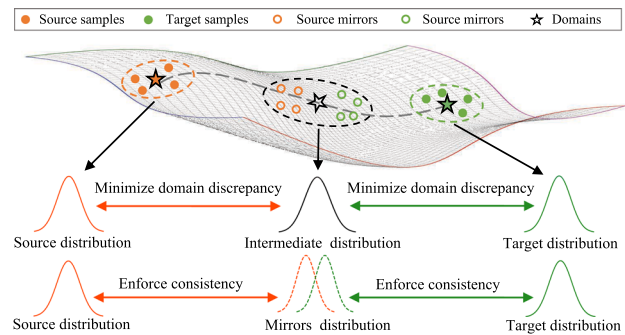 Source samples Target samples Source mirrors Source mirrors Domains
Minimize domain discrepancy Minimize domain discrepancy
Source distribution Intermediate distribution Target distribution
Enforce consistency Enforce consistency
Source distribution Mirrors distribution Target distribution